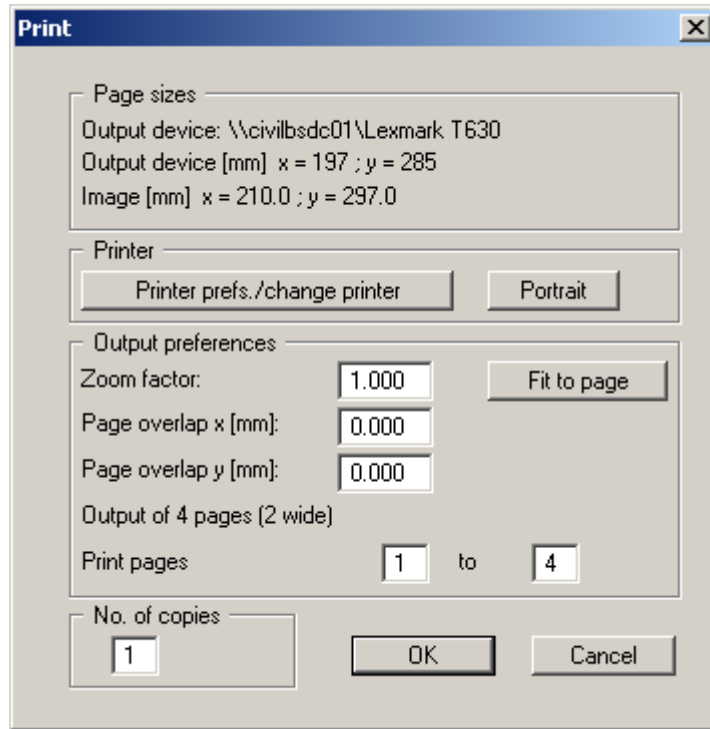 Print
Page sizes
Output device: \\civilbsdc01\Lexmark T630
Output device [mm]  x = 197 ; y = 285
Image [mm]  x = 210.0 ; y = 297.0
Printer
Printer prefs./change printer Portrait
Output preferences
Zoom factor: 1.000 Fit to page
Page overlap x [mm]: 0.000
Page overlap y [mm]: 0.000
Output of 4 pages (2 wide)
Print pages 1 to 4
No. of copies
1 OK Cancel